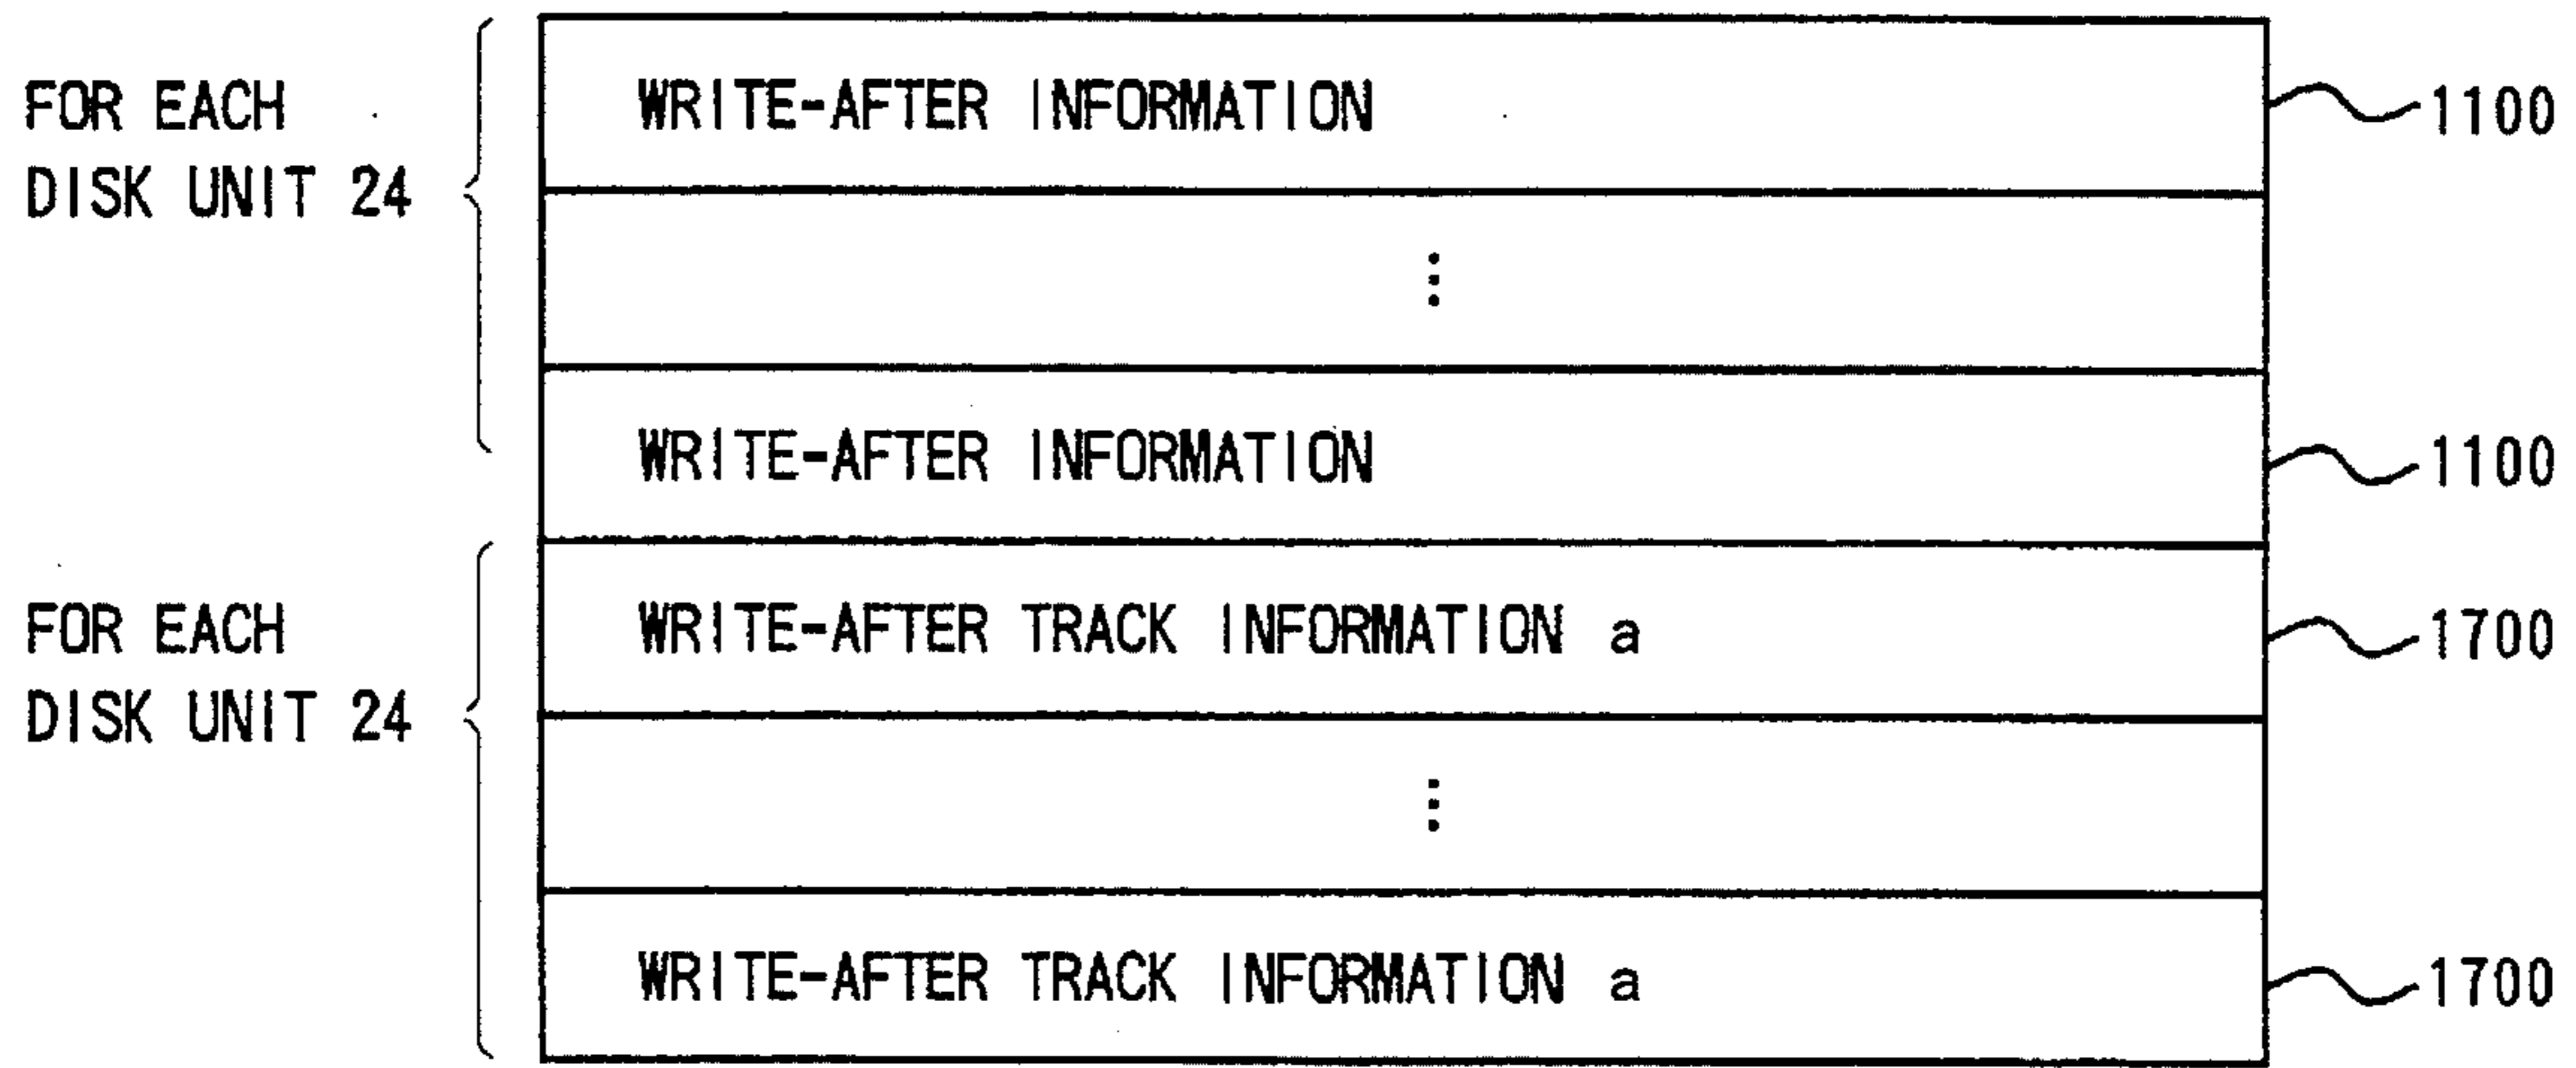 FOR EACH
DISK UNIT 24
WRITE-AFTER INFORMATION
1100
⋮
WRITE-AFTER INFORMATION
1100
FOR EACH
DISK UNIT 24
WRITE-AFTER TRACK INFORMATION a
1700
⋮
WRITE-AFTER TRACK INFORMATION a
1700